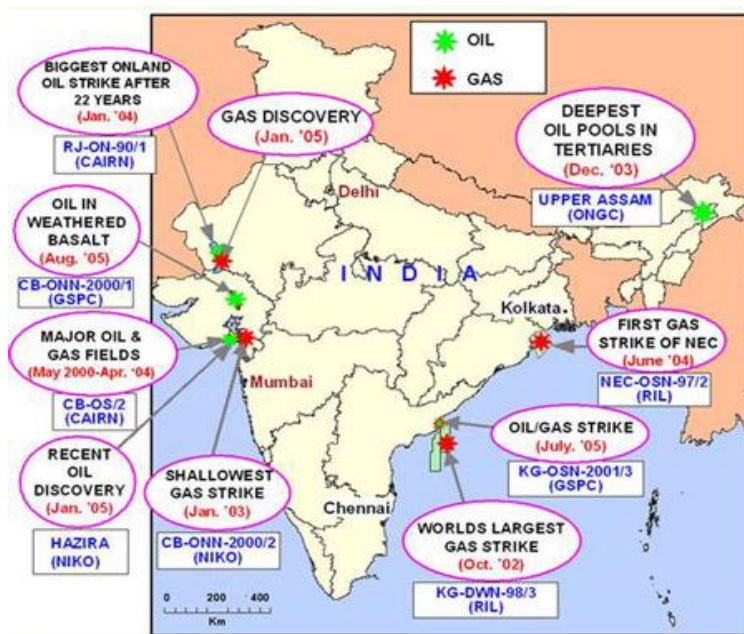 OIL
GAS
BIGGEST ONLAND
OIL STRIKE AFTER
22 YEARS
(Jan. '04)
RJ-ON-90/1
(CAIRN)
GAS DISCOVERY
(Jan. '05)
DEEPEST
OIL POOLS IN
TERTIARIES
(Dec. '03)
UPPER ASSAM
(ONGC)
Delhi
OIL IN
WEATHERED
BASALT
(Aug. '05)
CB-ONN-2000/1
(GSPC)
INDIA
Kolkata
MAJOR OIL &
GAS FIELDS
(May 2000-Apr. '04)
CB-OS/2
(CAIRN)
FIRST GAS
STRIKE OF NEC
(June '04)
NEC-OSN-97/2
(RIL)
Mumbai
RECENT
OIL
DISCOVERY
(Jan. '05)
HAZIRA
(NIKO)
SHALLOWEST
GAS STRIKE
(Jan. '03)
CB-ONN-2000/2
(NIKO)
OIL/GAS STRIKE
(July. '05)
KG-OSN-2001/3
(GSPC)
Chennai
WORLDS LARGEST
GAS STRIKE
(Oct. '02)
KG-DWN-98/3
(RIL)
0 200 400
Km